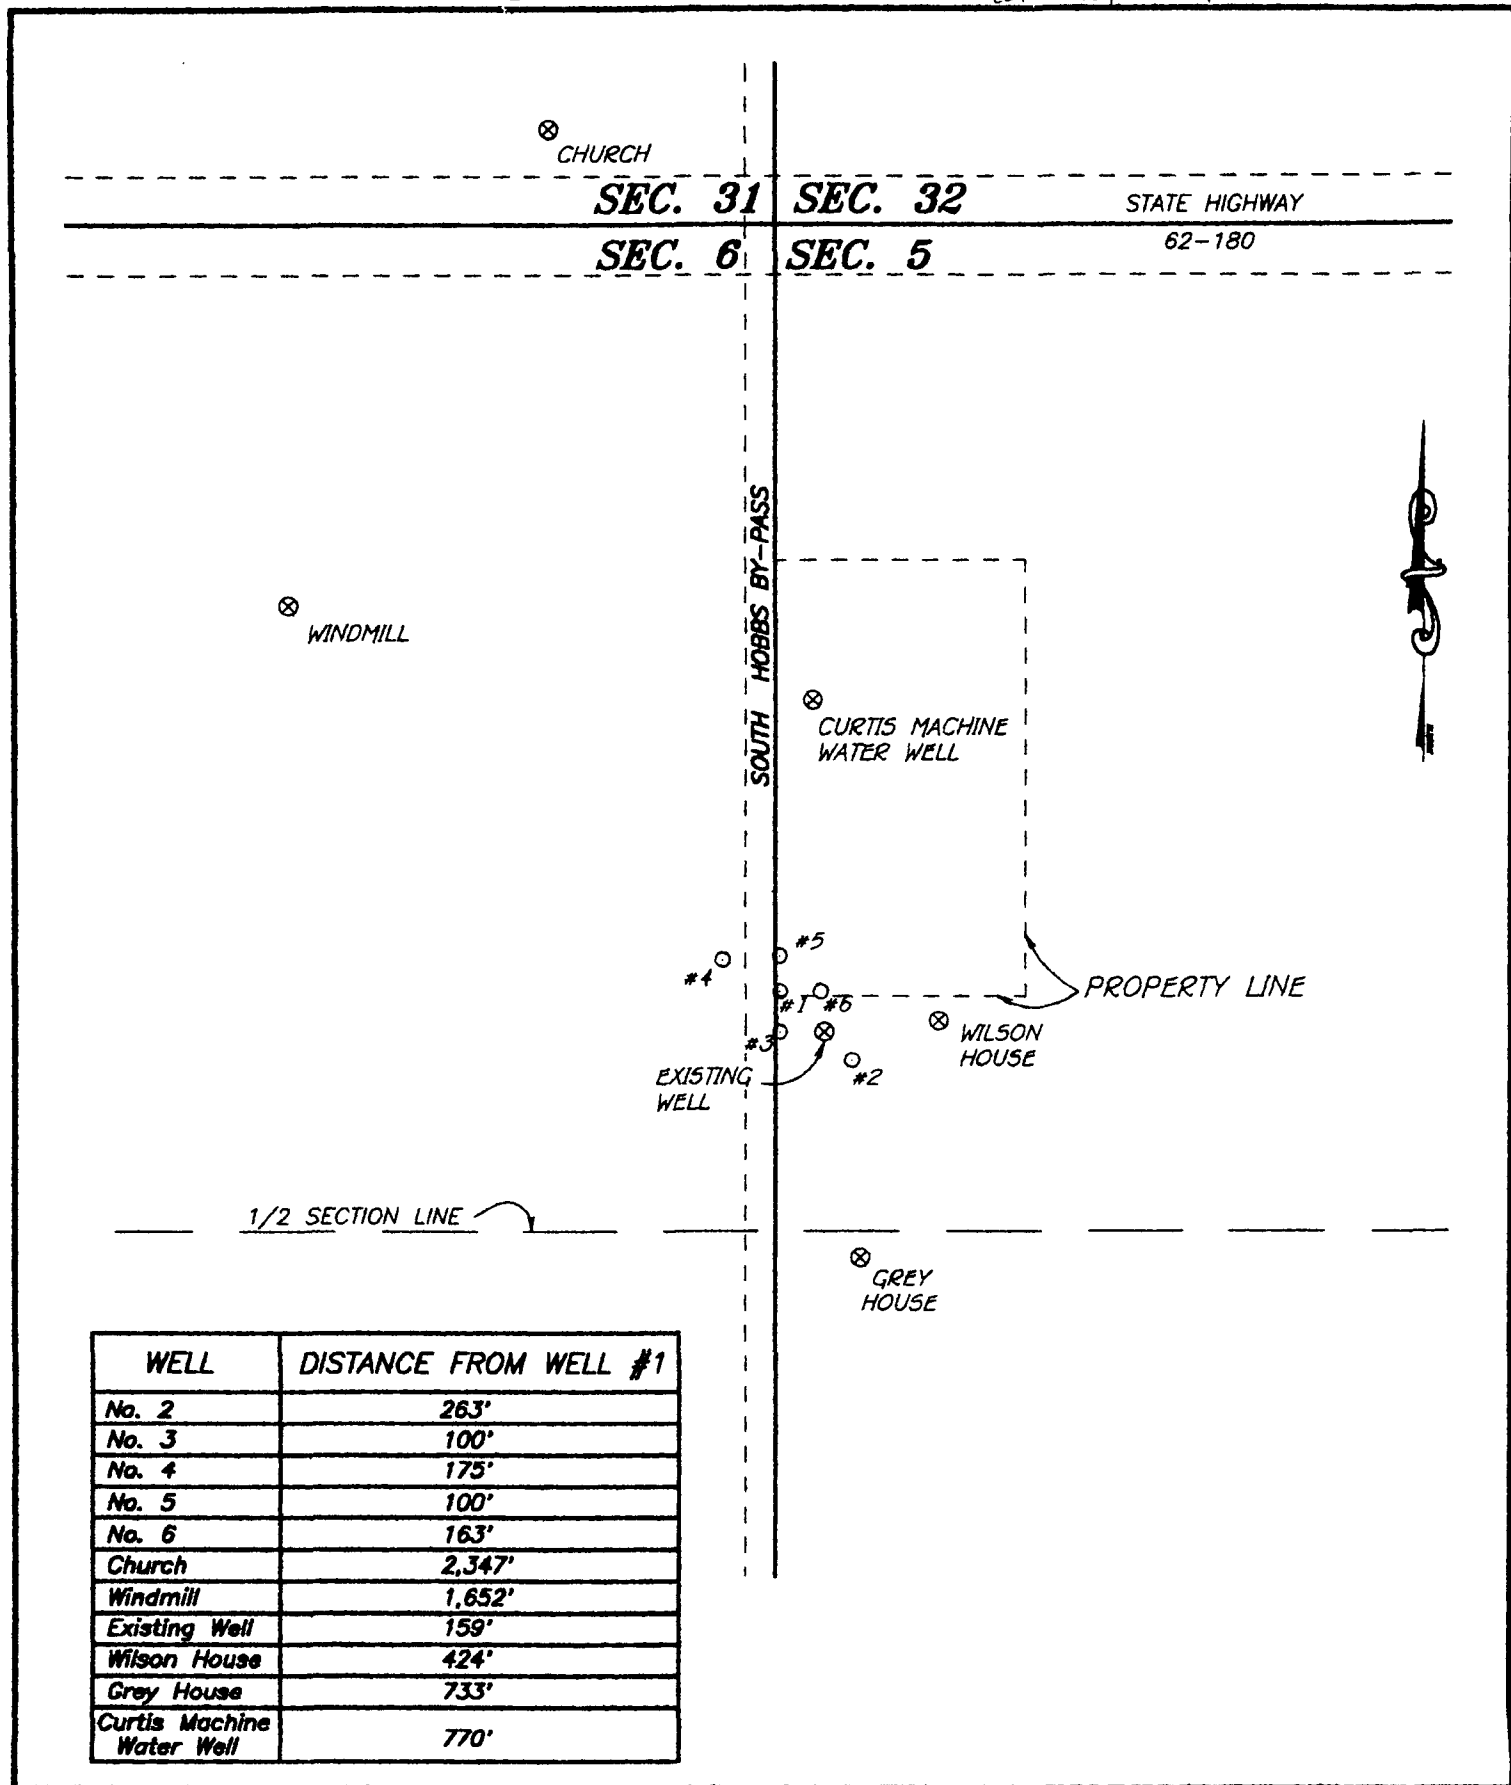 CHURCH
SEC. 31 SEC. 32 STATE HIGHWAY
SEC. 6 SEC. 5 62-180
SOUTH HOBBS BY-PASS
WINDMILL
CURTIS MACHINE
WATER WELL
#5
#4
PROPERTY LINE
#1 #6
#3
WILSON
HOUSE
EXISTING
WELL
#2
1/2 SECTION LINE
GREY
HOUSE
WELL DISTANCE FROM WELL #1
No. 2 263'
No. 3 100'
No. 4 175'
No. 5 100'
No. 6 163'
Church 2,347'
Windmill 1,652'
Existing Well 159'
Wilson House 424'
Grey House 733'
Curtis Machine
Water Well 770'